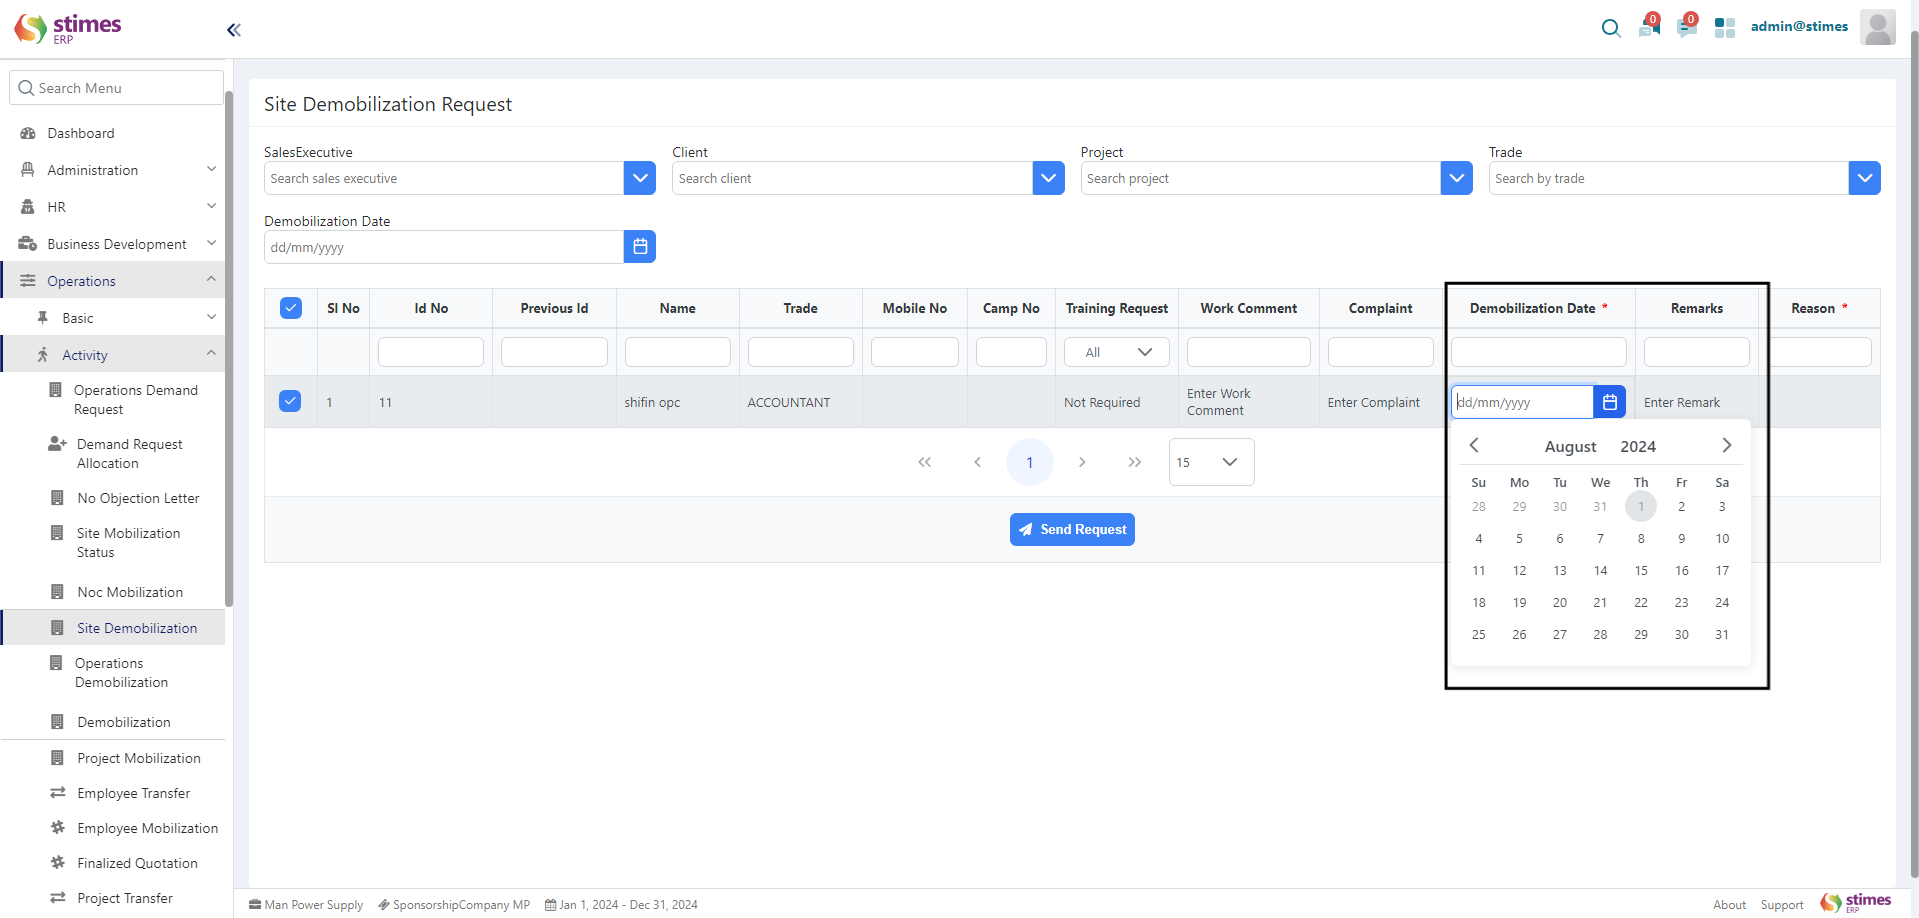 stimes
ERP
0
0
admin@stimes
Search Menu
Dashboard
Administration
HR
Business Development
Operations
Basic
Activity
Operations Demand
Request
Demand Request
Allocation
No Objection Letter
Site Mobilization
Status
Noc Mobilization
Site Demobilization
Operations
Demobilization
Demobilization
Project Mobilization
Employee Transfer
Employee Mobilization
Finalized Quotation
Project Transfer
Site Demobilization Request
SalesExecutive Client Project Trade
Search sales executive Search client Search project Search by trade
Demobilization Date
dd/mm/yyyy
Sl No Id No Previous Id Name Trade Mobile No Camp No Training Request Work Comment Complaint Demobilization Date * Remarks Reason *
All
1 11 shifin opc ACCOUNTANT Not Required Enter Work Comment Enter Complaint dd/mm/yyyy Enter Remark
1 15
Send Request
August 2024
Su Mo Tu We Th Fr Sa
28 29 30 31 1 2 3
4 5 6 7 8 9 10
11 12 13 14 15 16 17
18 19 20 21 22 23 24
25 26 27 28 29 30 31
Man Power Supply SponsorshipCompany MP Jan 1, 2024 - Dec 31, 2024
About Support stimes
ERP